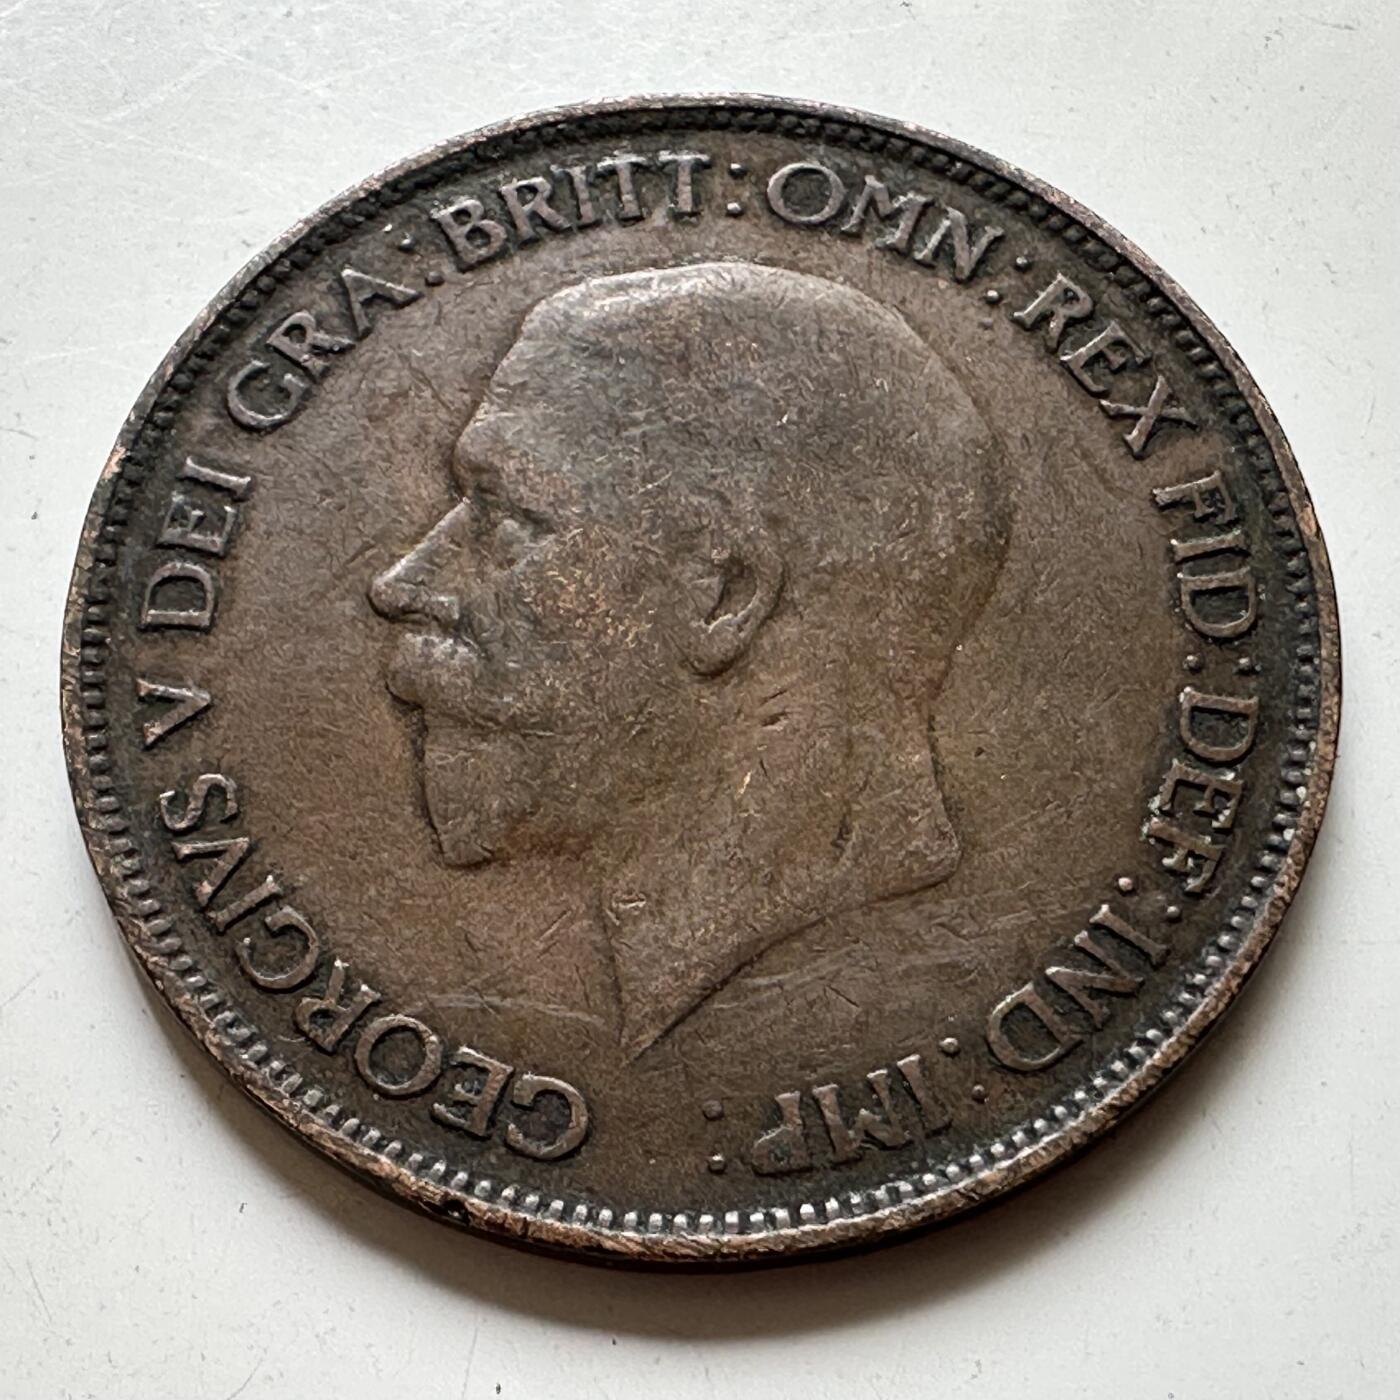 GEORGIVS V DEI GRA: BRITT: OMN: REX FID: DEF: IND: IMP: